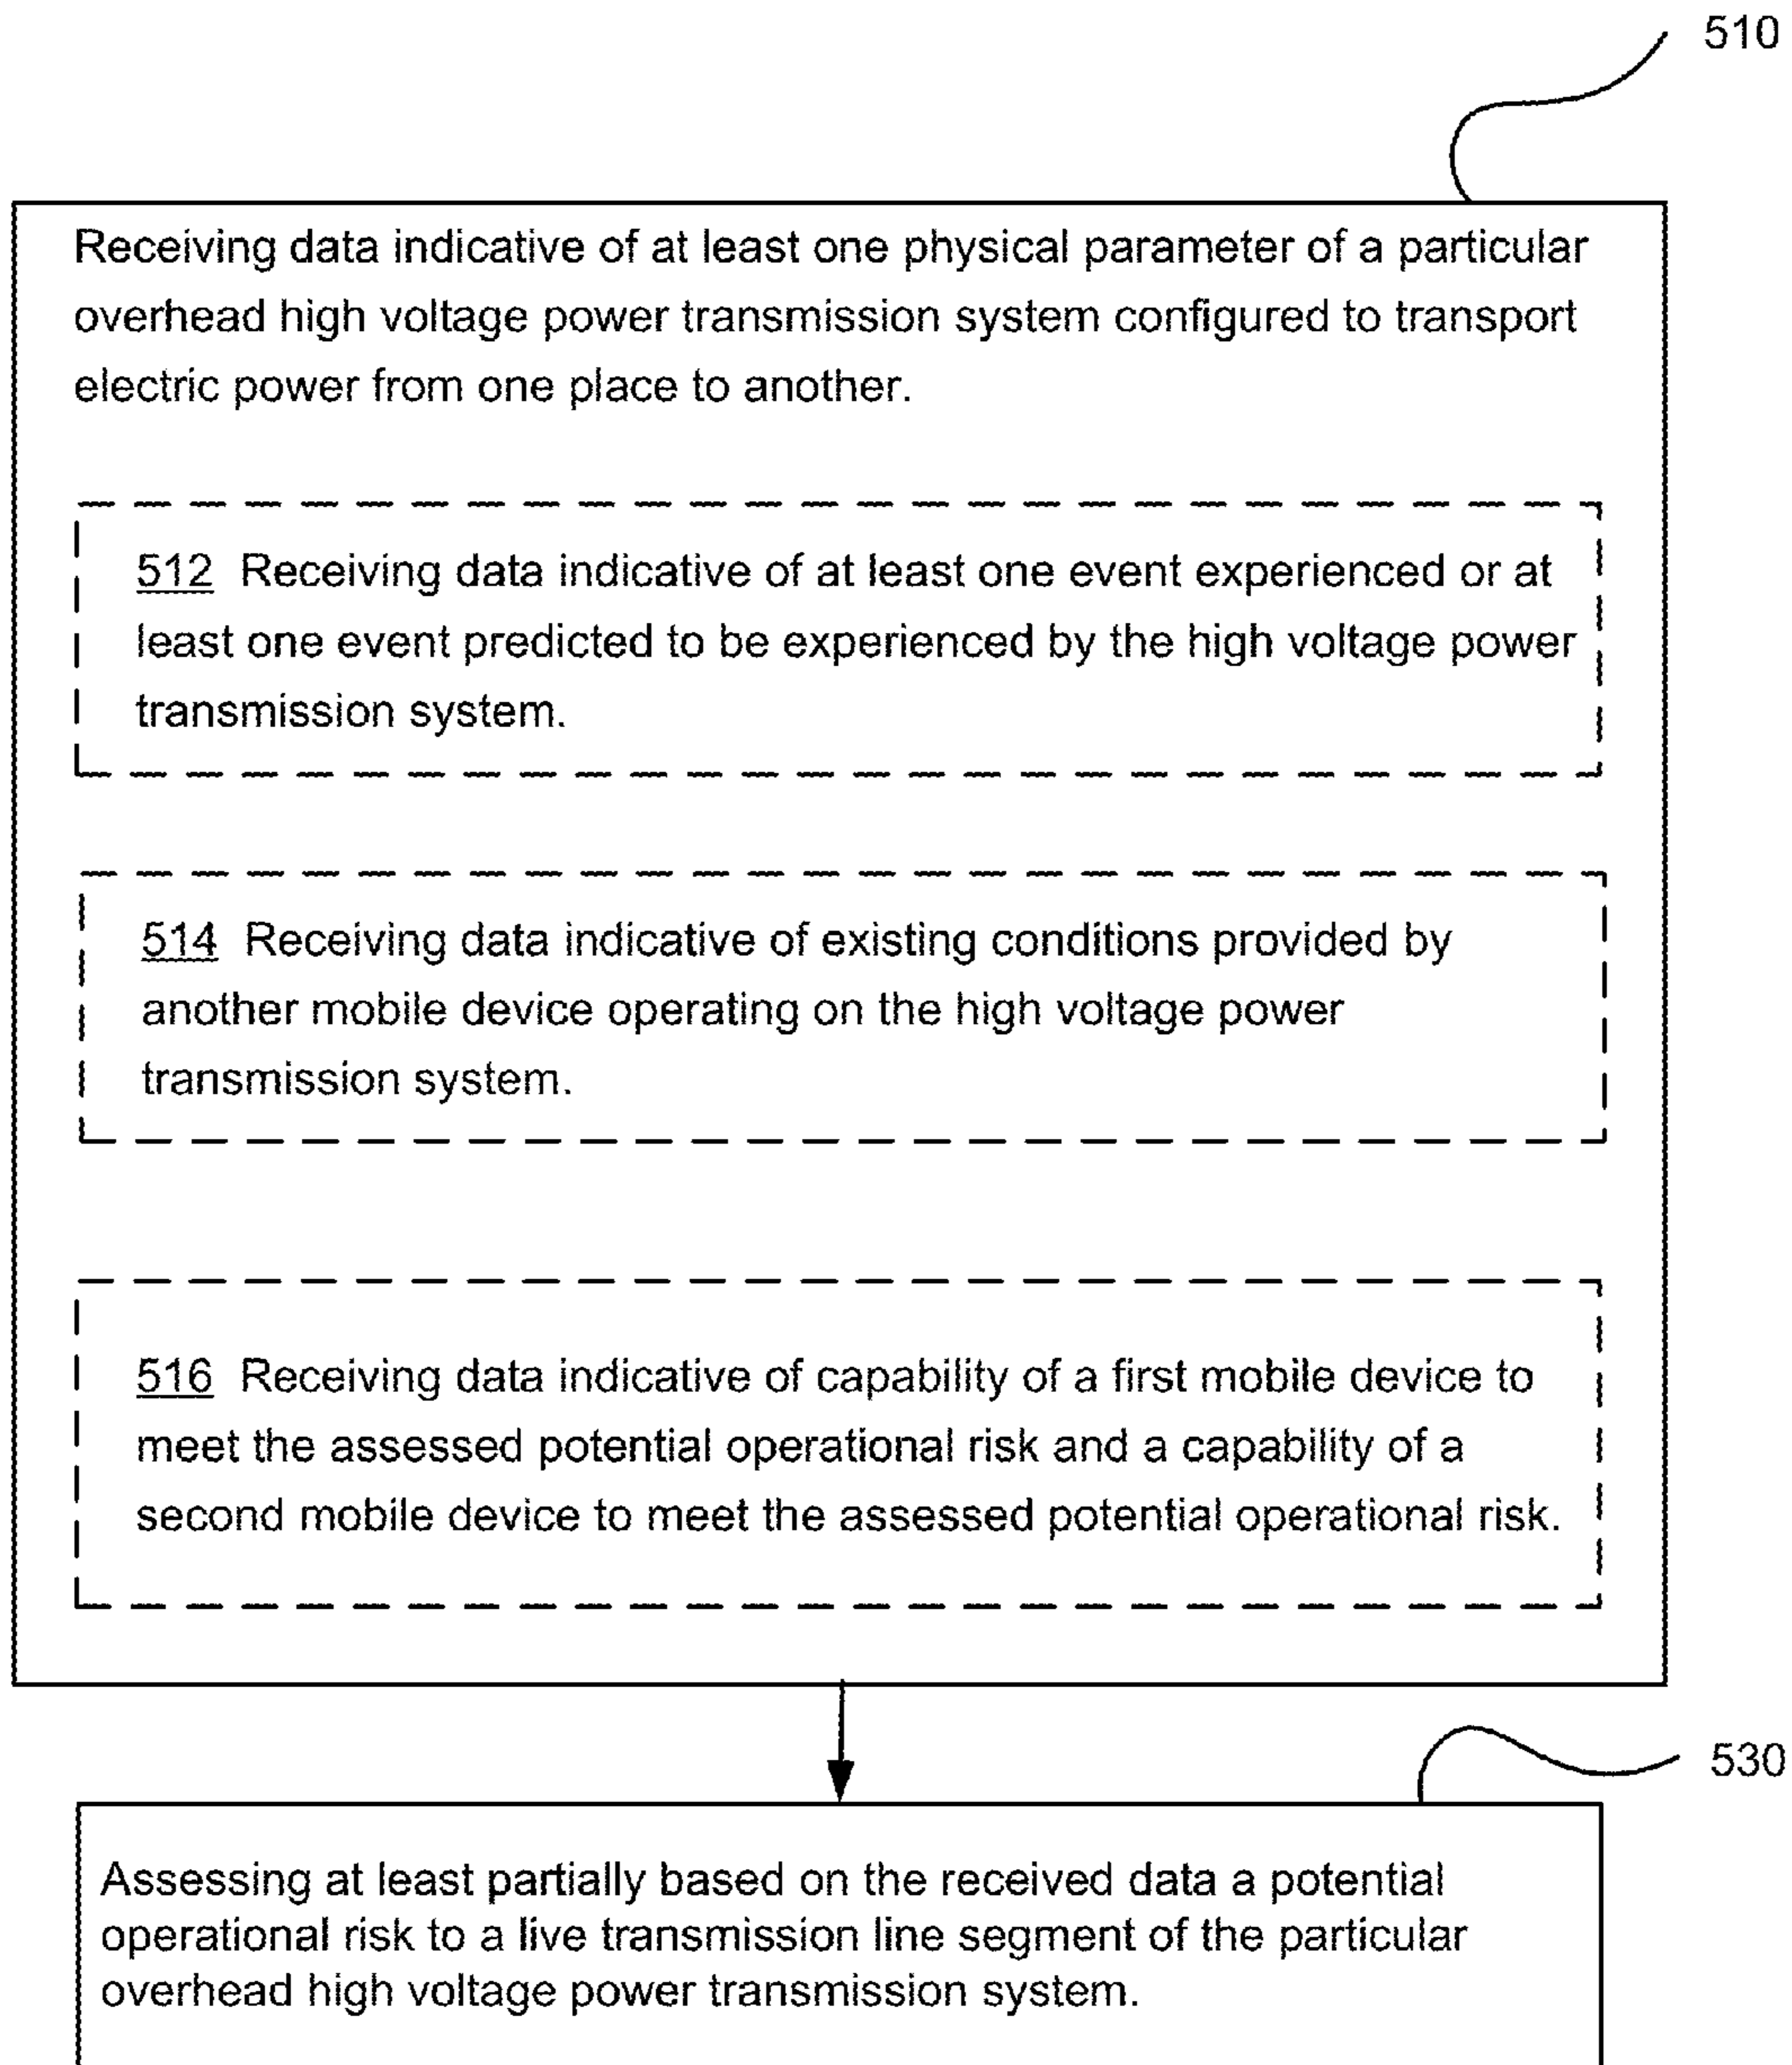 510
Receiving data indicative of at least one physical parameter of a particular
overhead high voltage power transmission system configured to transport
electric power from one place to another.
512 Receiving data indicative of at least one event experienced or at
least one event predicted to be experienced by the high voltage power
transmission system.
514 Receiving data indicative of existing conditions provided by
another mobile device operating on the high voltage power
transmission system.
516 Receiving data indicative of capability of a first mobile device to
meet the assessed potential operational risk and a capability of a
second mobile device to meet the assessed potential operational risk.
530
Assessing at least partially based on the received data a potential
operational risk to a live transmission line segment of the particular
overhead high voltage power transmission system.